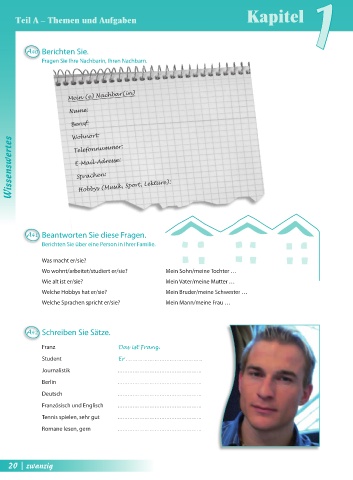 Teil A – Themen und Aufgaben
Kapitel 1
Berichten Sie.
Fragen Sie Ihre Nachbarin, Ihren Nachbarn.
Mein (e) Nachbar(in)
Name:
Beruf:
Wohnort:
Telefonnummer:
E-Mail-Adresse:
Sprachen:
Hobbys (Musik, Sport, Lektüre):
Wissenswertes
Beantworten Sie diese Fragen.
Berichten Sie über eine Person in Ihrer Familie.
Was macht er/sie?
Wo wohnt/arbeitet/studiert er/sie? Mein Sohn/meine Tochter …
Wie alt ist er/sie? Mein Vater/meine Mutter …
Welche Hobbys hat er/sie? Mein Bruder/meine Schwester …
Welche Sprachen spricht er/sie? Mein Mann/meine Frau …
Schreiben Sie Sätze.
Franz Das ist Franz.
Student Er
Journalistik
Berlin
Deutsch
Französisch und Englisch
Tennis spielen, sehr gut
Romane lesen, gern
20 | zwanzig